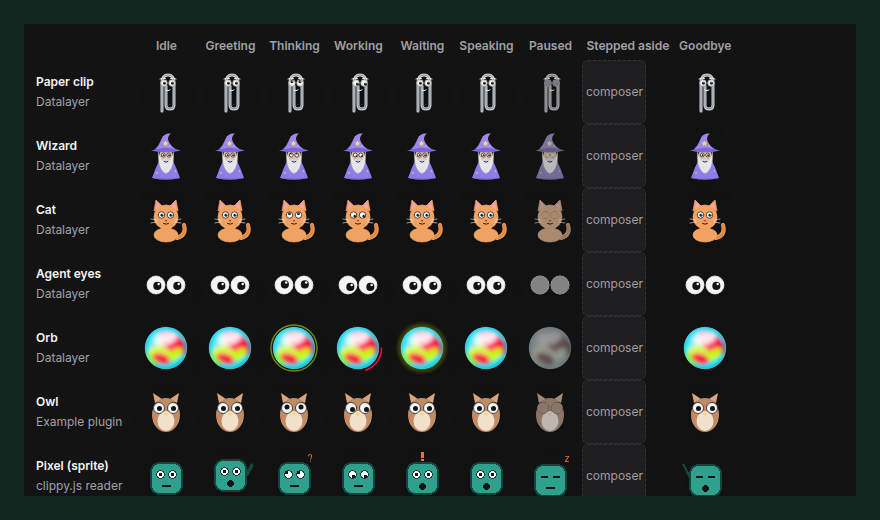 Idle Greeting Thinking Working Waiting Speaking Paused Stepped aside Goodbye
Paper clip
Datalayer
composer
Wizard
Datalayer
composer
Cat
Datalayer
composer
Agent eyes
Datalayer
composer
Orb
Datalayer
composer
Owl
Example plugin
composer
? ! z
Pixel (sprite)
clippy.js reader
composer